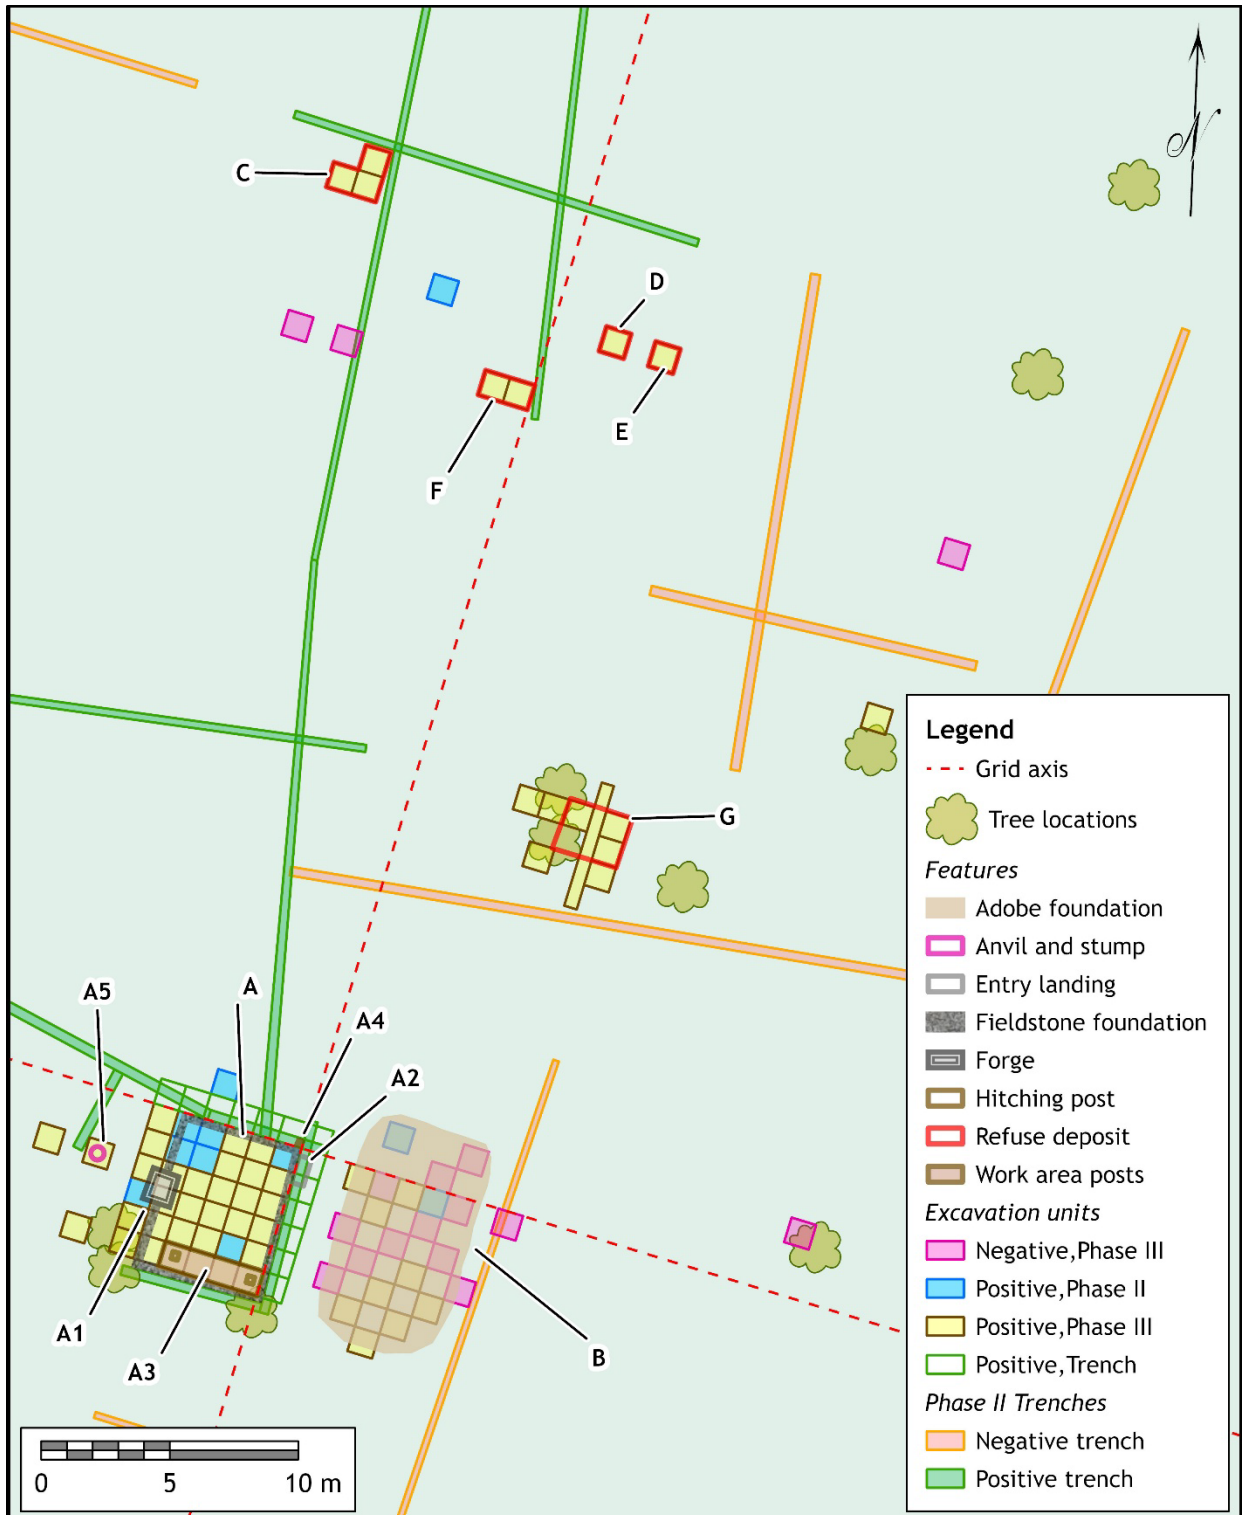 N
C
D
E
F
G
A
A5
A4
A2
A1
A3
B
0 5 10 m
Legend
Grid axis
Tree locations
Features
Adobe foundation
Anvil and stump
Entry landing
Fieldstone foundation
Forge
Hitching post
Refuse deposit
Work area posts
Excavation units
Negative,Phase III
Positive,Phase II
Positive,Phase III
Positive,Trench
Phase II Trenches
Negative trench
Positive trench